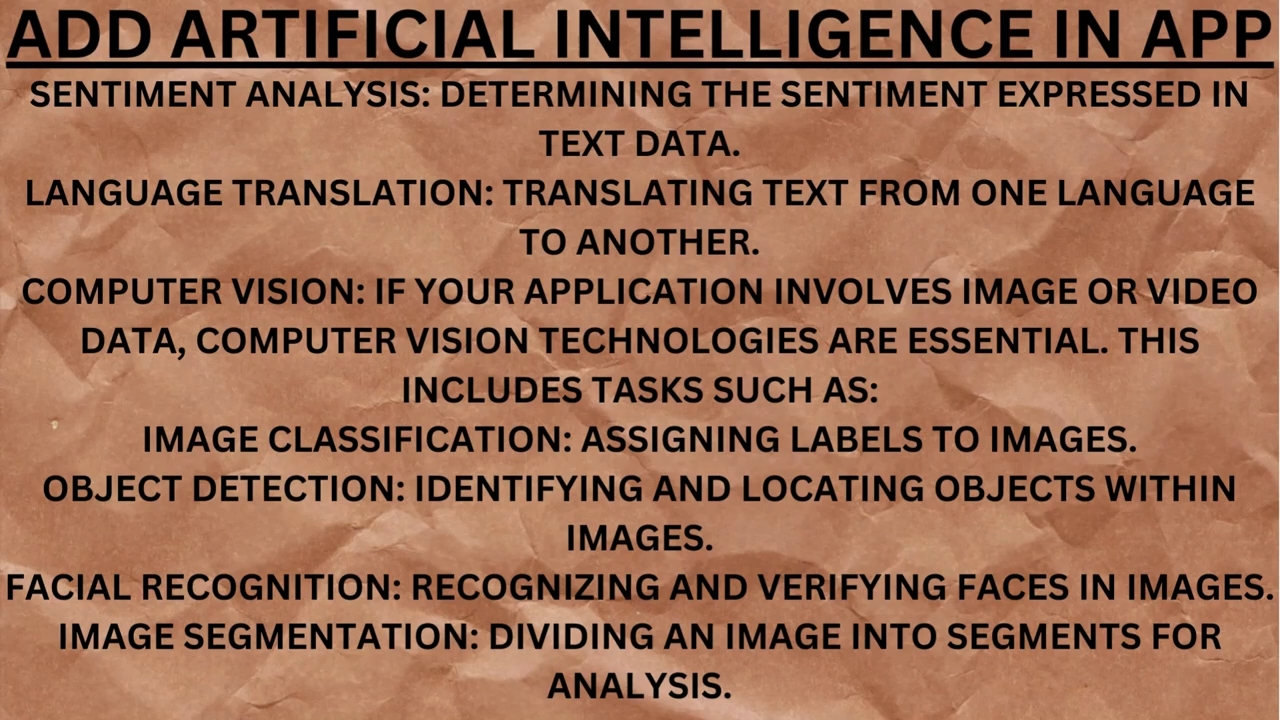 ADD ARTIFICIAL INTELLIGENCE IN APP
SENTIMENT ANALYSIS: DETERMINING THE SENTIMENT EXPRESSED IN
TEXT DATA.
LANGUAGE TRANSLATION: TRANSLATING TEXT FROM ONE LANGUAGE
TO ANOTHER.
COMPUTER VISION: IF YOUR APPLICATION INVOLVES IMAGE OR VIDEO
DATA, COMPUTER VISION TECHNOLOGIES ARE ESSENTIAL. THIS
INCLUDES TASKS SUCH AS:
IMAGE CLASSIFICATION: ASSIGNING LABELS TO IMAGES.
OBJECT DETECTION: IDENTIFYING AND LOCATING OBJECTS WITHIN
IMAGES.
FACIAL RECOGNITION: RECOGNIZING AND VERIFYING FACES IN IMAGES.
IMAGE SEGMENTATION: DIVIDING AN IMAGE INTO SEGMENTS FOR
ANALYSIS.